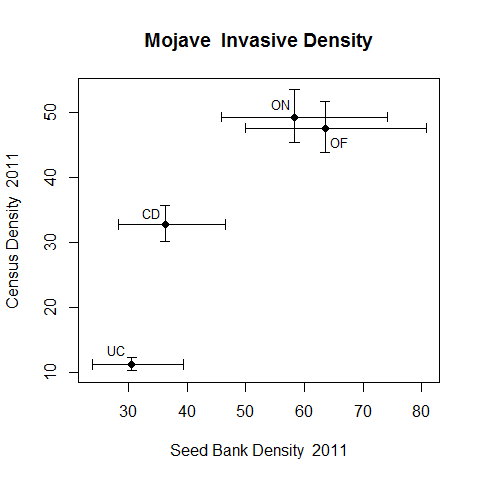 Mojave  Invasive Density
Census Density  2011
50
40
30
20
10
ON
OF
CD
UC
30 40 50 60 70 80
Seed Bank Density  2011